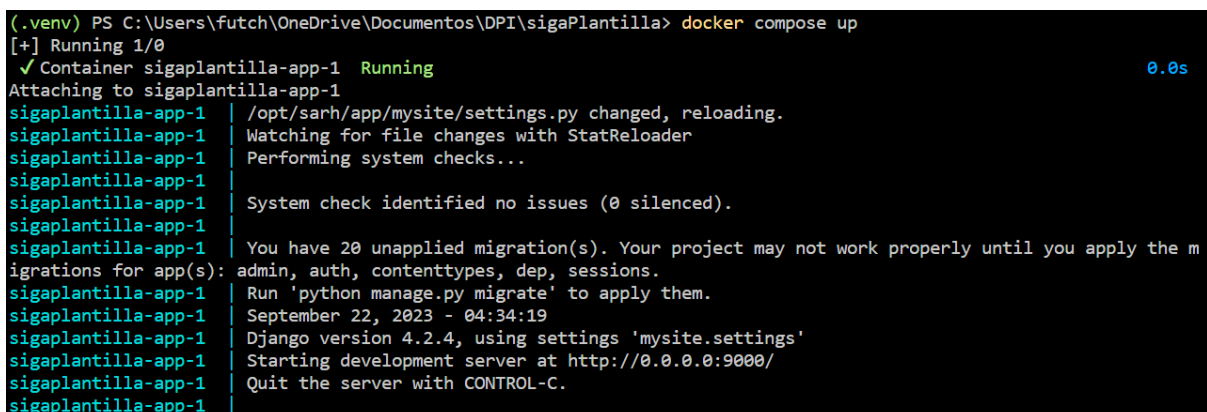 (.venv) PS C:\Users\futch\OneDrive\Documentos\DPI\sigaPlantilla> docker compose up
[+] Running 1/0
✓ Container sigaplantilla-app-1  Running 0.0s
Attaching to sigaplantilla-app-1
sigaplantilla-app-1  | /opt/sarh/app/mysite/settings.py changed, reloading.
sigaplantilla-app-1  | Watching for file changes with StatReloader
sigaplantilla-app-1  | Performing system checks...
sigaplantilla-app-1  |
sigaplantilla-app-1  | System check identified no issues (0 silenced).
sigaplantilla-app-1  |
sigaplantilla-app-1  | You have 20 unapplied migration(s). Your project may not work properly until you apply the m
igrations for app(s): admin, auth, contenttypes, dep, sessions.
sigaplantilla-app-1  | Run 'python manage.py migrate' to apply them.
sigaplantilla-app-1  | September 22, 2023 - 04:34:19
sigaplantilla-app-1  | Django version 4.2.4, using settings 'mysite.settings'
sigaplantilla-app-1  | Starting development server at http://0.0.0.0:9000/
sigaplantilla-app-1  | Quit the server with CONTROL-C.
sigaplantilla-app-1  |